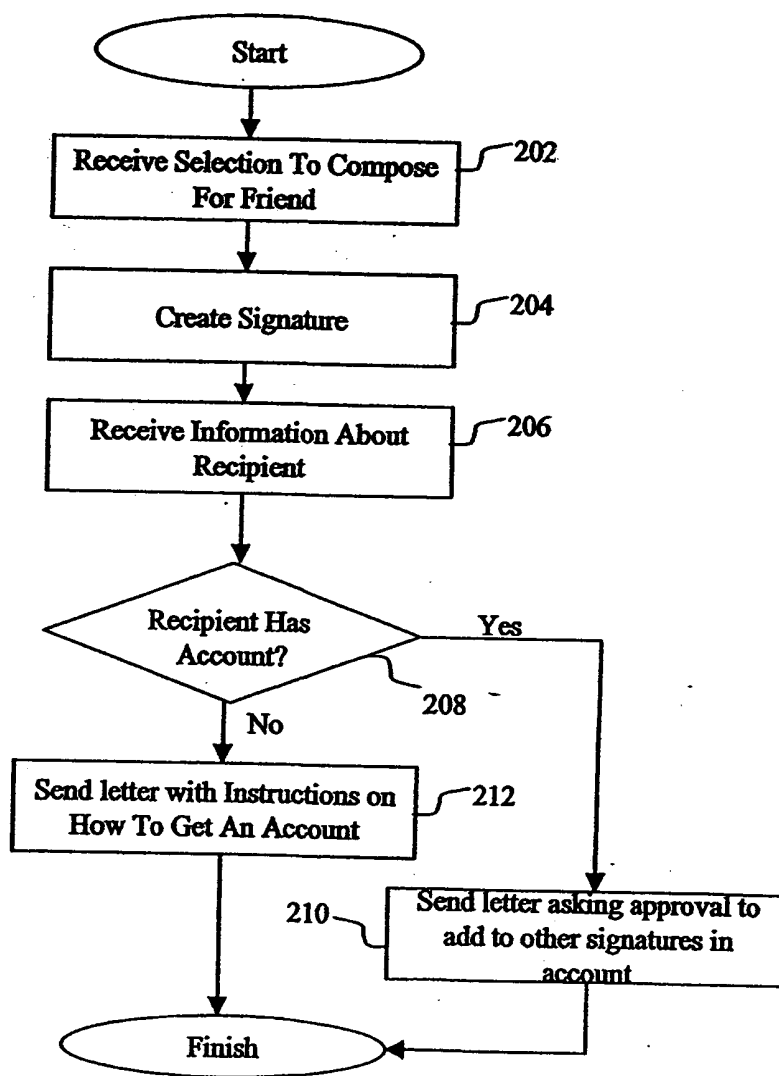 Start
Receive Selection To Compose
For Friend
202
Create Signature
204
Receive Information About
Recipient
206
Recipient Has
Account?
Yes
208
No
Send letter with Instructions on
How To Get An Account
212
Send letter asking approval to
add to other signatures in
account
210
Finish